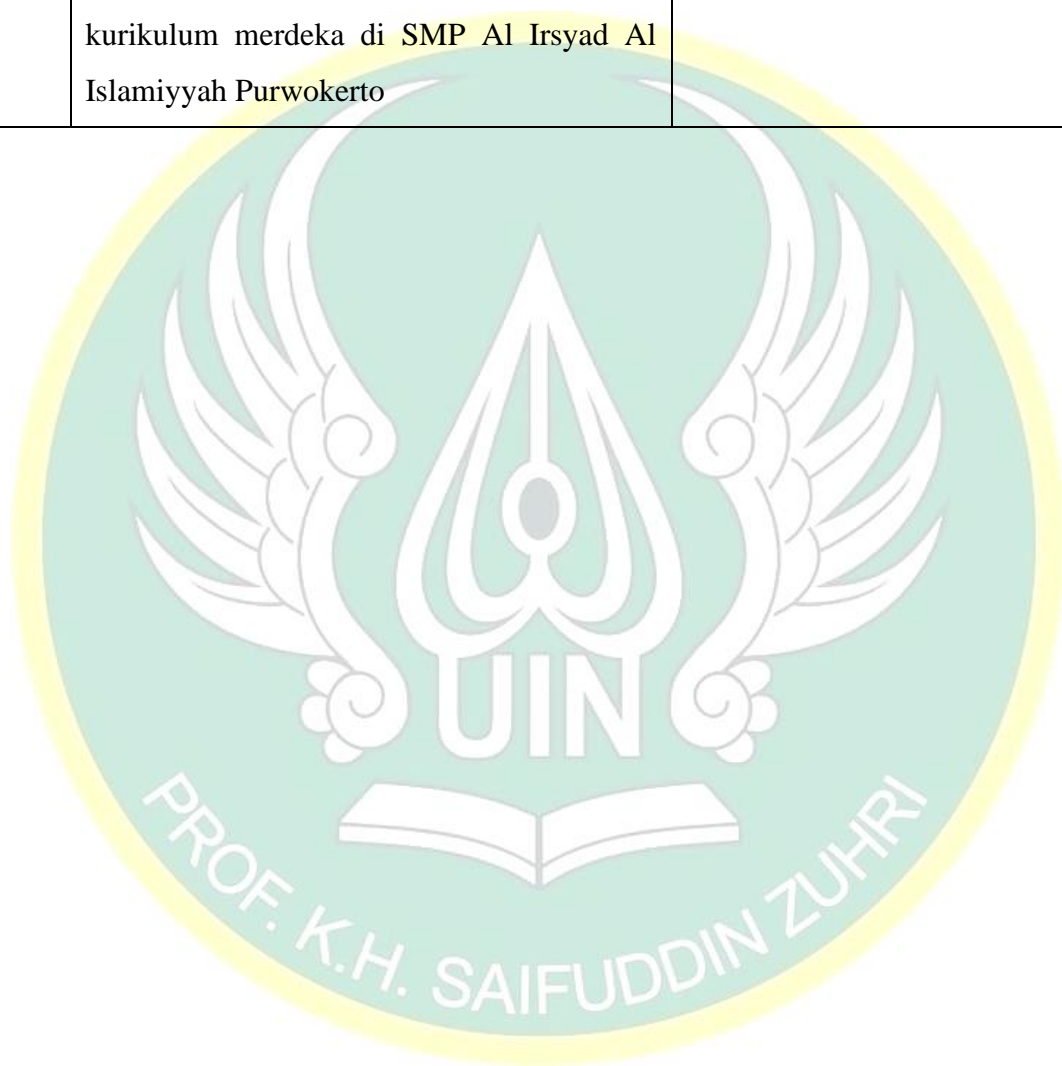 kurikulum merdeka di SMP Al Irsyad Al
Islamiyyah Purwokerto
UIN
PROF. K.H. SAIFUDDIN ZUHRI